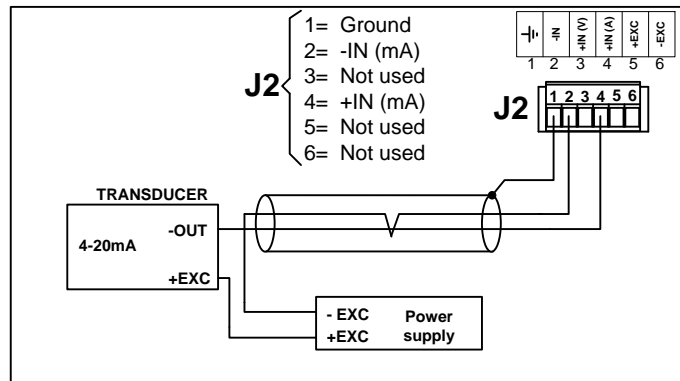 J2
1= Ground
2= -IN (mA)
3= Not used
4= +IN (mA)
5= Not used
6= Not used
-IN
+IN (V)
+IN (A)
+EXC
-EXC
1 2 3 4 5 6
J2
1 2 3 4 5 6
TRANSDUCER
4-20mA
-OUT
+EXC
- EXC
+EXC
Power
supply